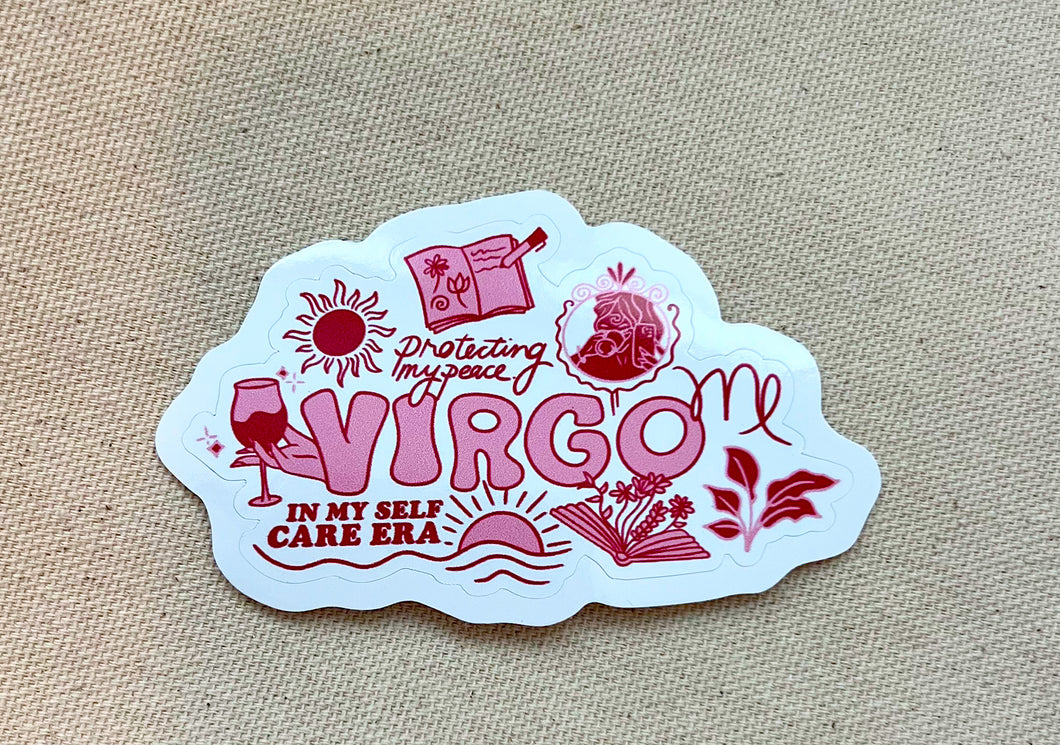 protecting
my peace
VIRGO
IN MY SELF
CARE ERA